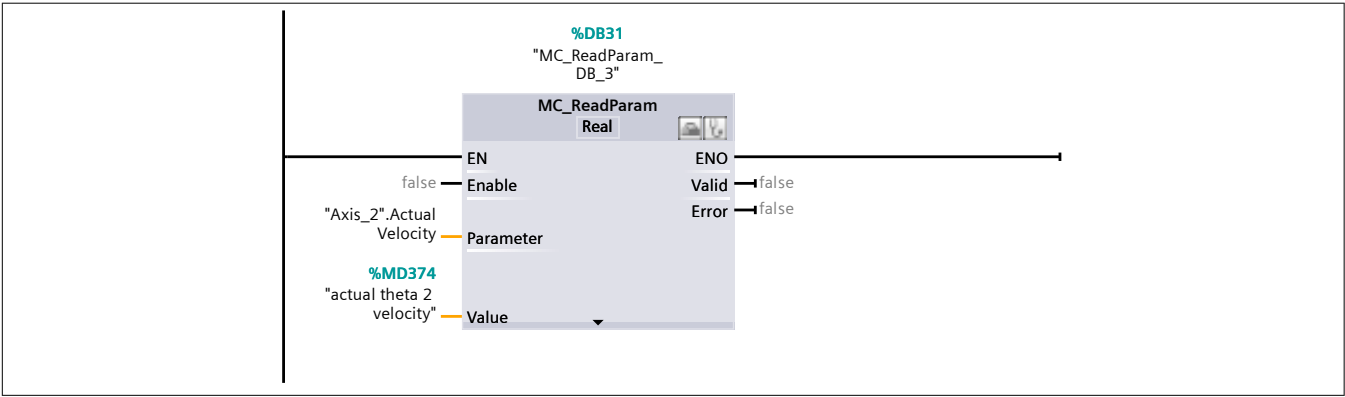 %DB31
"MC_ReadParam_
DB_3"
MC_ReadParam
Real
EN
ENO
false
Enable
Valid
false
Error
false
"Axis_2".Actual
Velocity
Parameter
%MD374
"actual theta 2
velocity"
Value